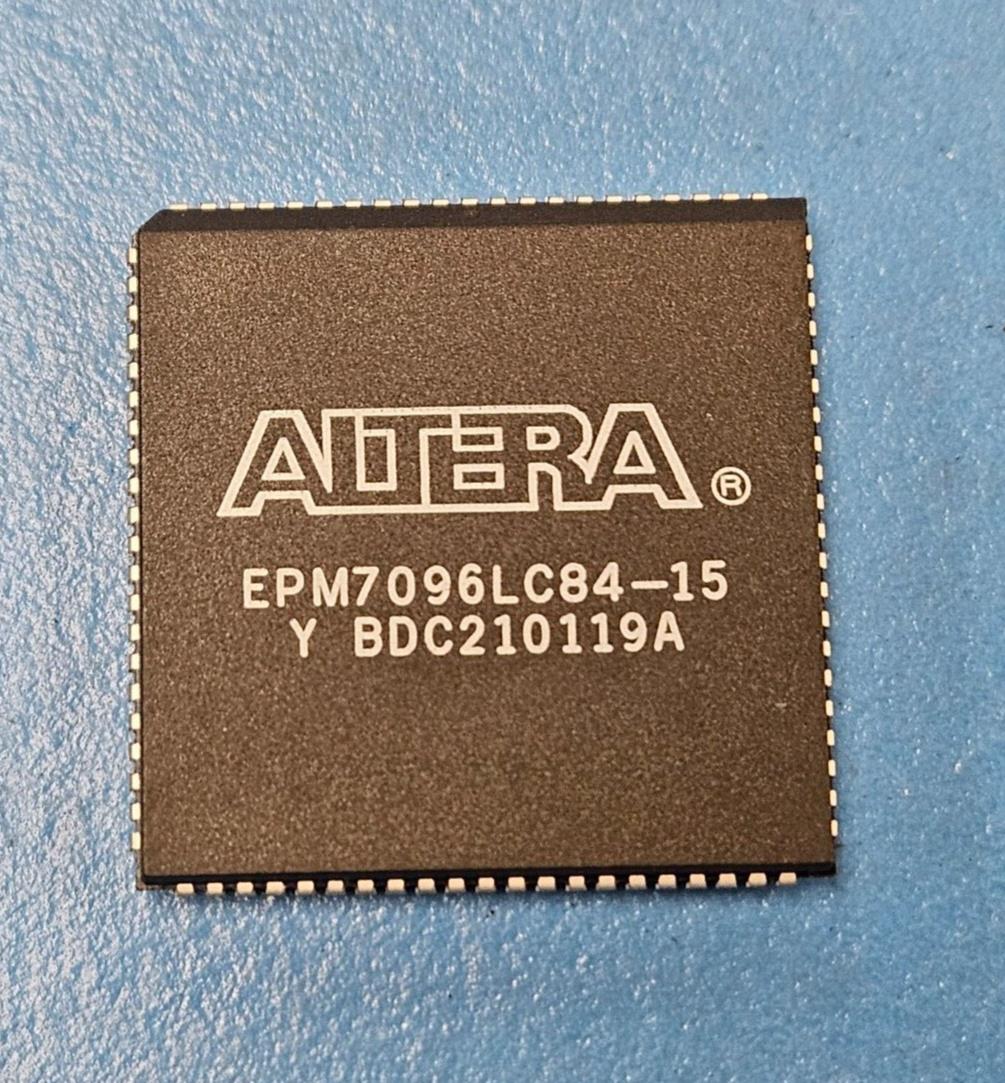 ALTERA®
EPM7096LC84-15
Y BDC210119A